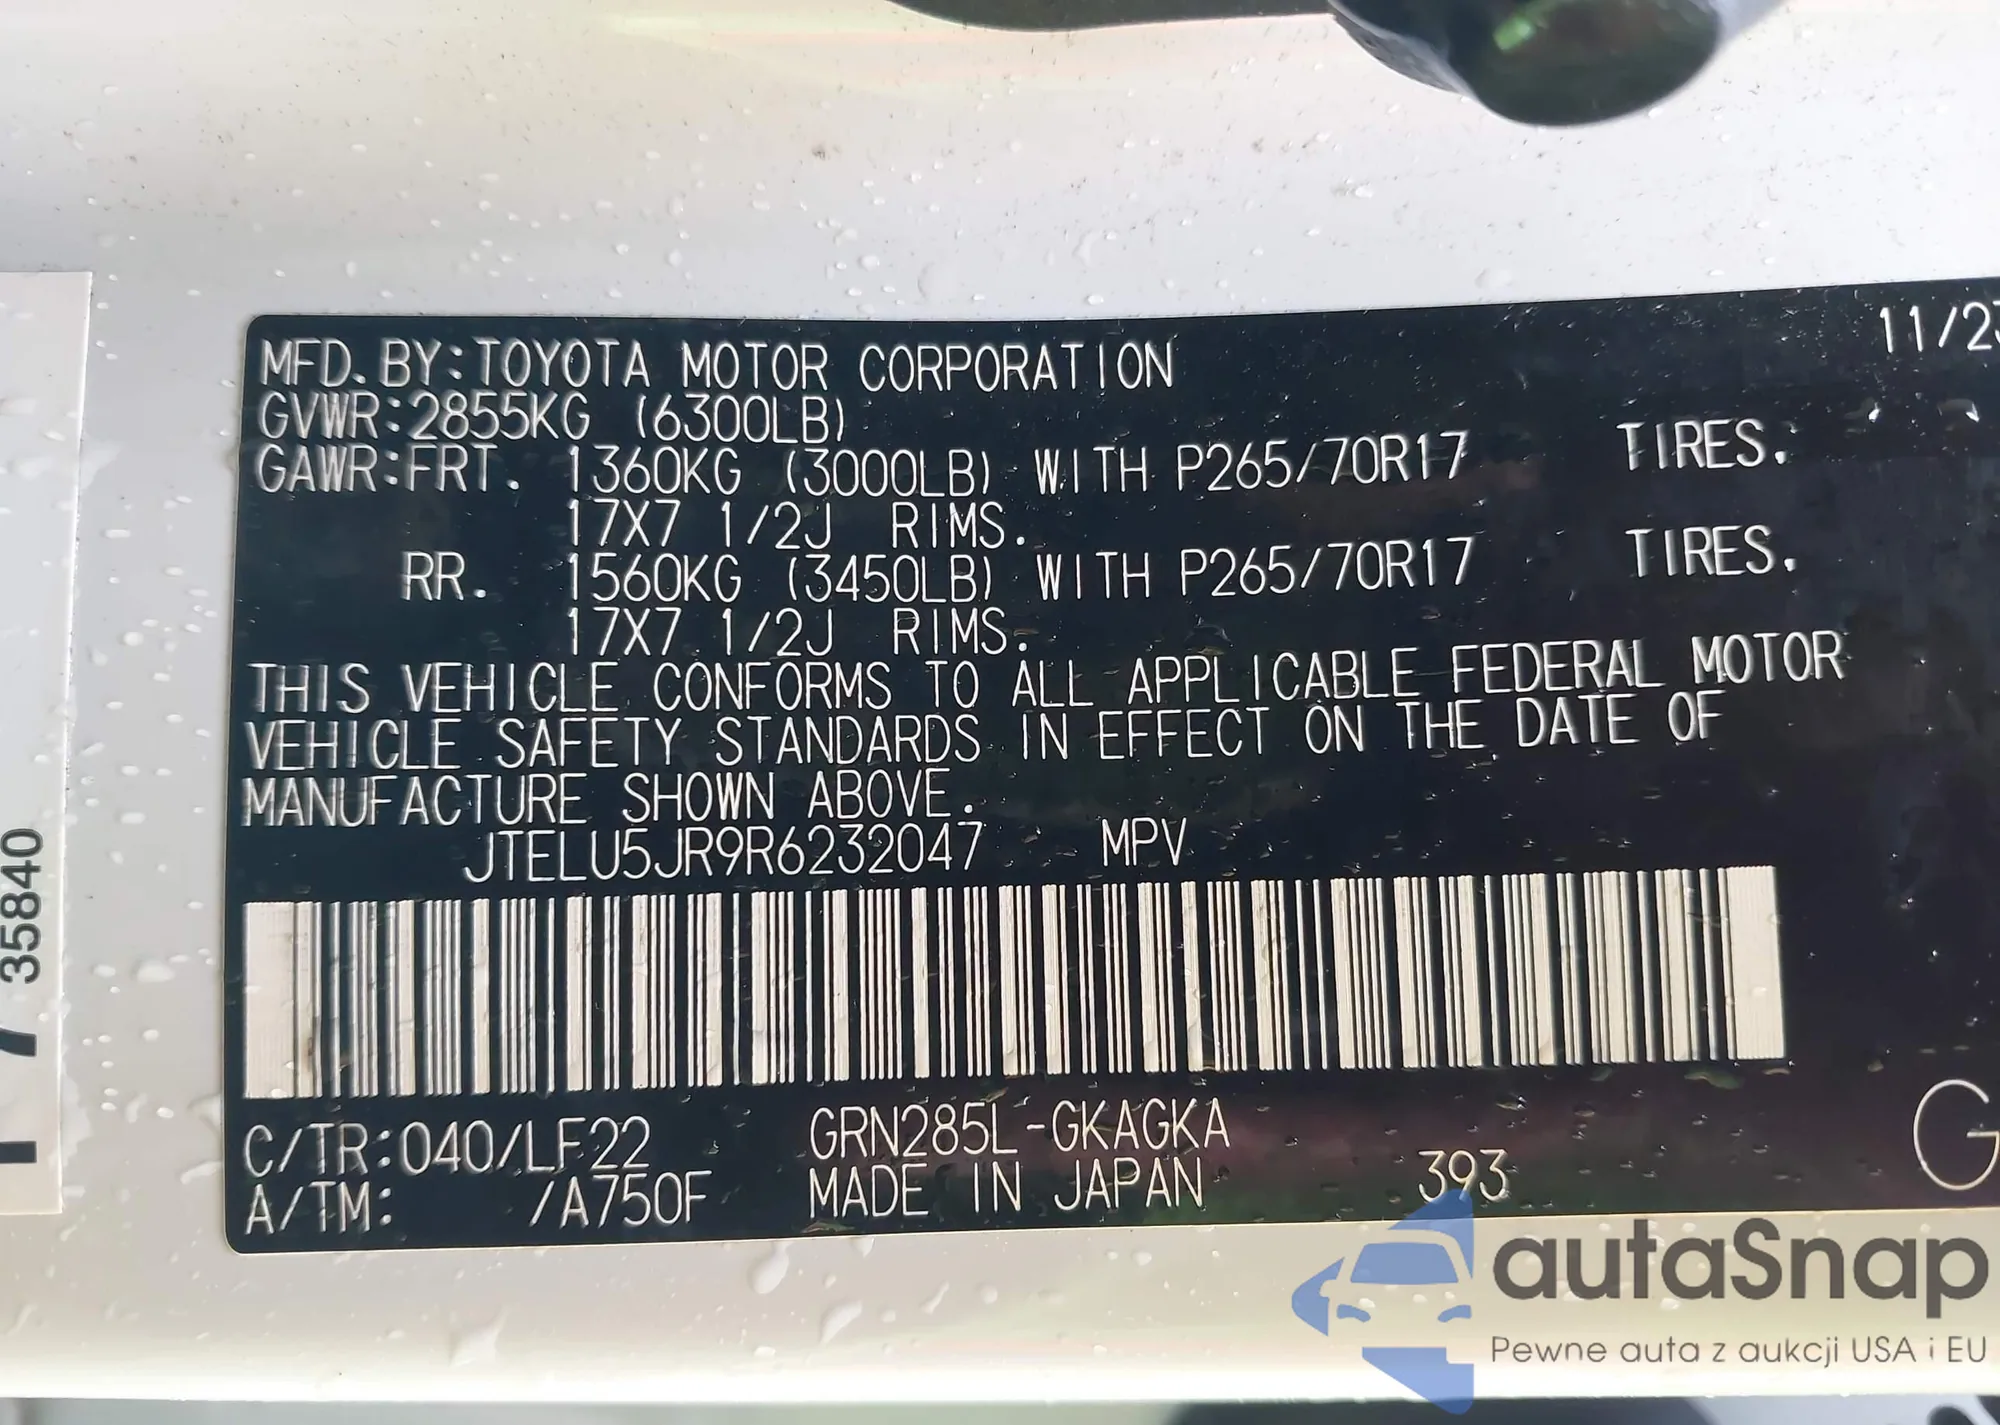 11/23
MFD. BY:TOYOTA MOTOR CORPORATION
GVWR:2855KG (6300LB)
GAWR:FRT. 1360KG (3000LB) WITH P265/70R17 TIRES.
17X7 1/2J RIMS.
RR. 1560KG (3450LB) WITH P265/70R17 TIRES.
17X7 1/2J RIMS.
THIS VEHICLE CONFORMS TO ALL APPLICABLE FEDERAL MOTOR
VEHICLE SAFETY STANDARDS IN EFFECT ON THE DATE OF
MANUFACTURE SHOWN ABOVE.
JTELU5JR9R6232047 MPV
C/TR:040/LF22 GRN285L-GKAGKA
A/TM: /A750F MADE IN JAPAN 393
G
35840
autaSnap
Pewne auta z aukcji USA i EU